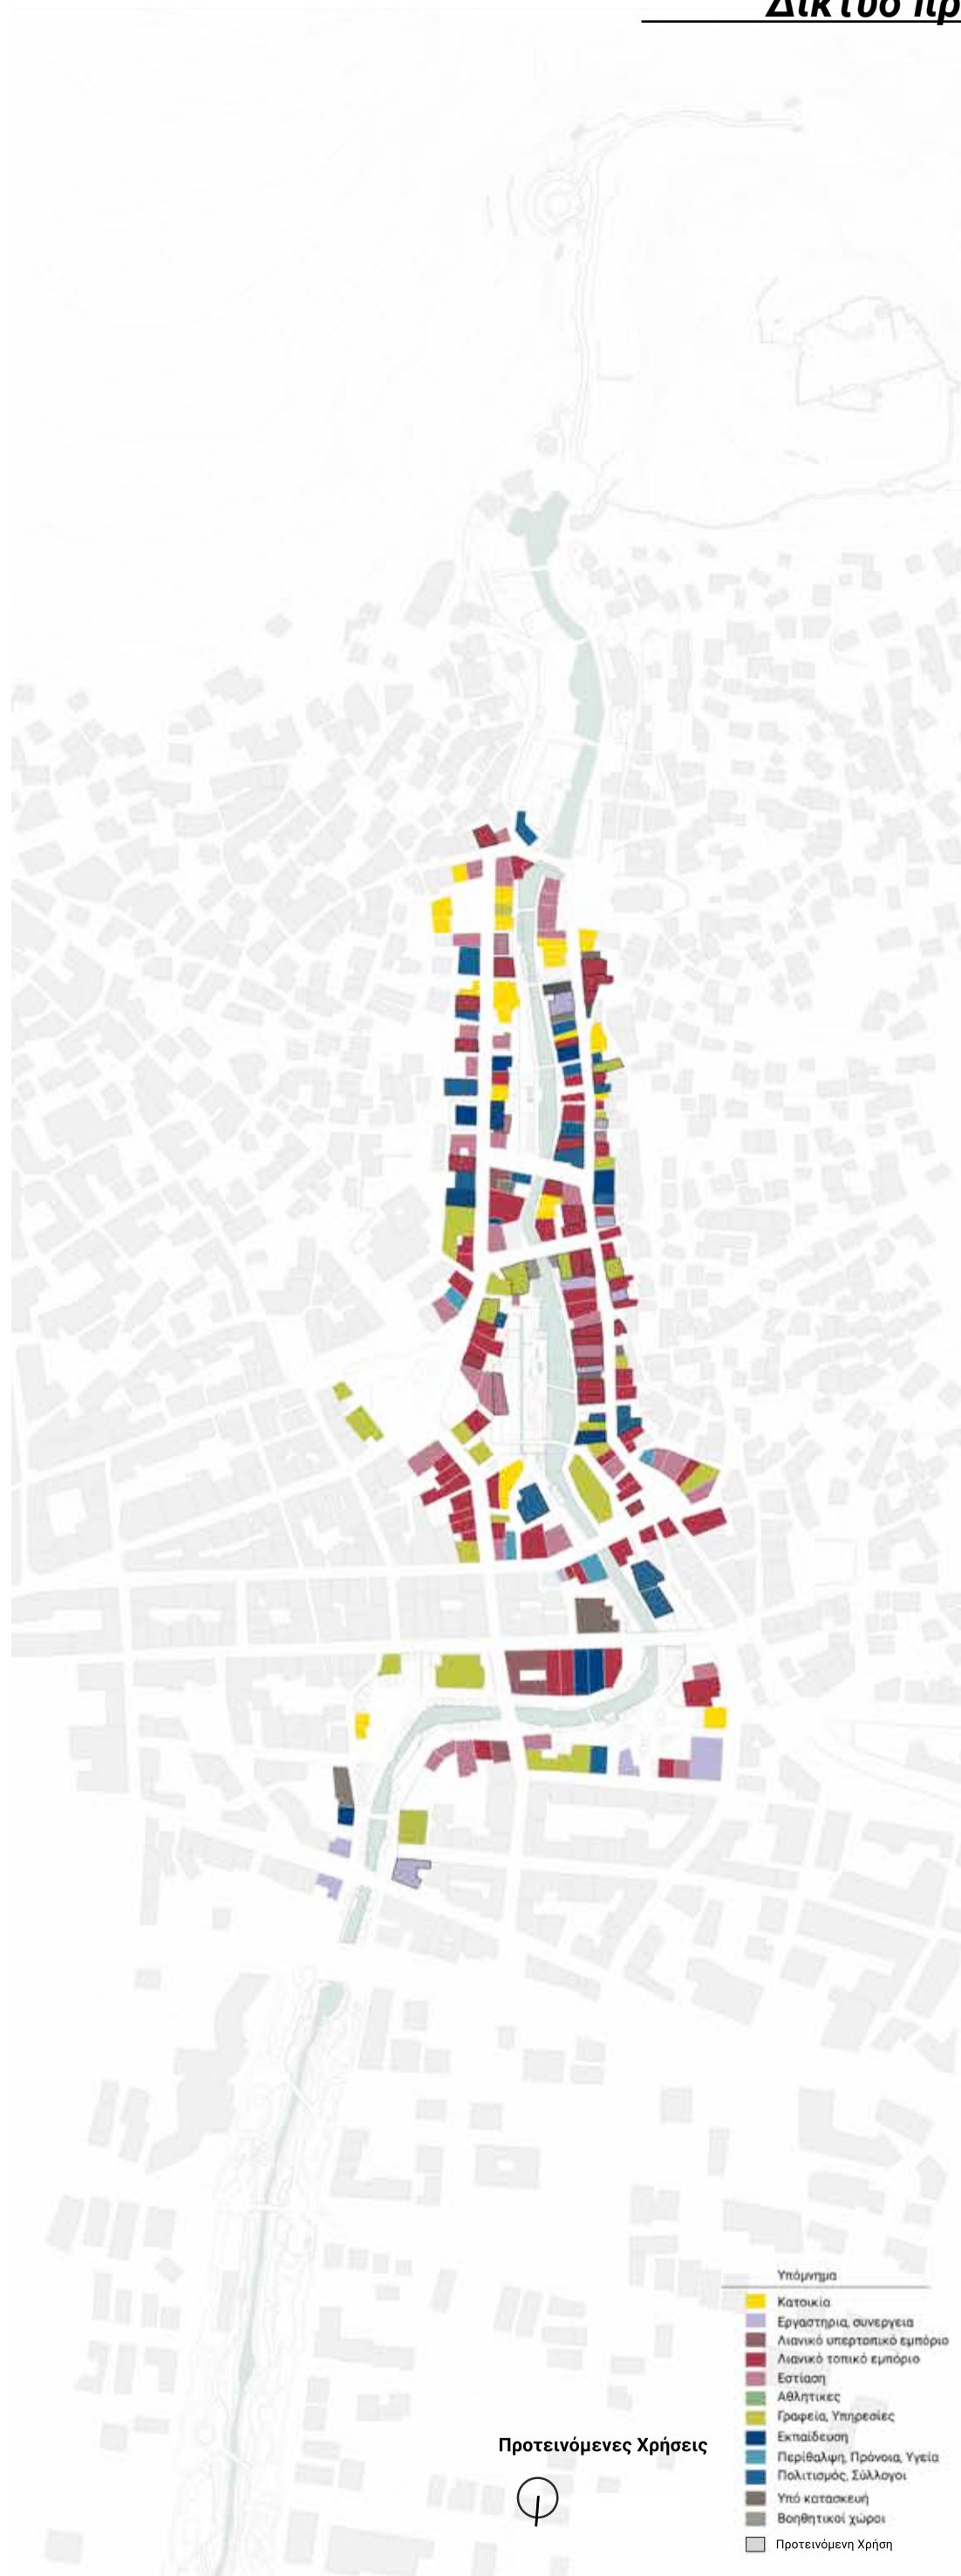 Δίκτυο πρ
Υπόμνημα
Κατοικία
Εργαστηρια, συνεργεια
Λιανικό υπερτοπικό εμπόριο
Λιανικό τοπικό εμπόριο
Εστίαση
Αθλητικες
Γραφεία, Υπηρεσίες
Εκπαίδευση
Περίθαλψη, Πρόνοια, Υγεία
Πολιτισμός, Σύλλογοι
Υπό κατασκευή
Βοηθητικοί χώροι
Προτεινόμενη Χρήση
Προτεινόμενες Χρήσεις